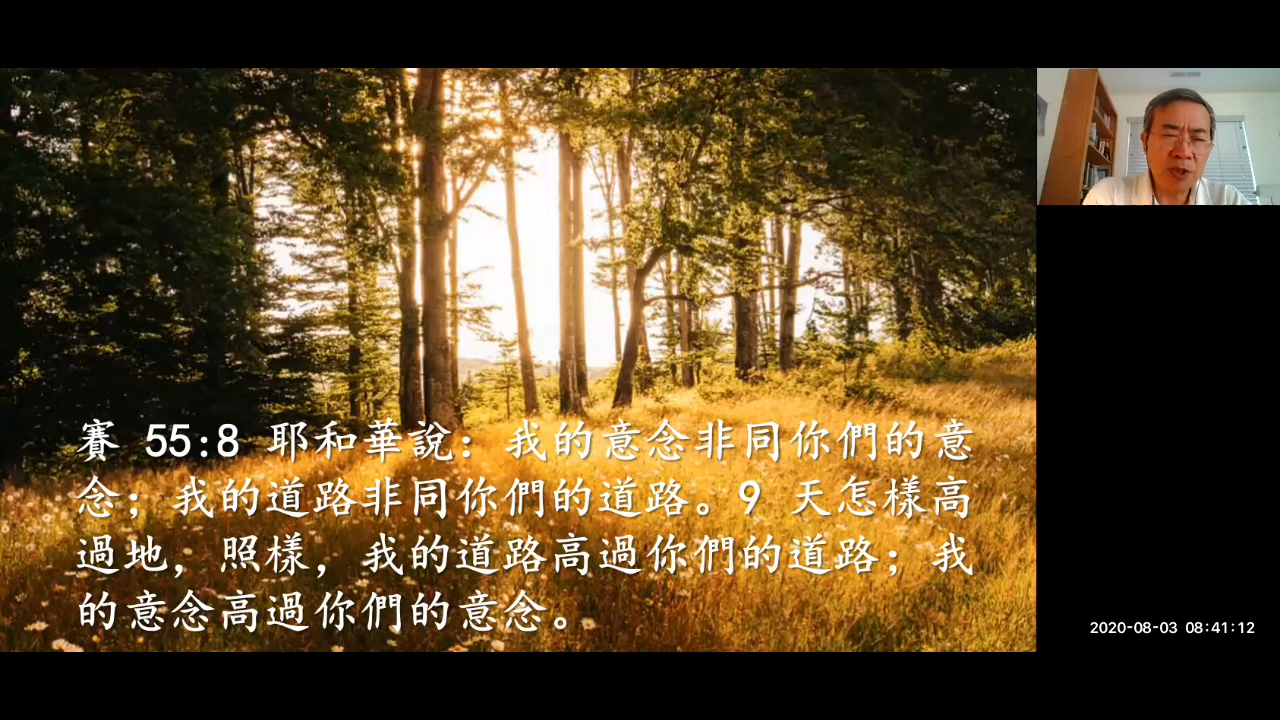 賽 55:8 耶和華說：我的意念非同你們的意
念；我的道路非同你們的道路。9 天怎樣高
過地，照樣，我的道路高過你們的道路；我
的意念高過你們的意念。
2020-08-03 08:41:12